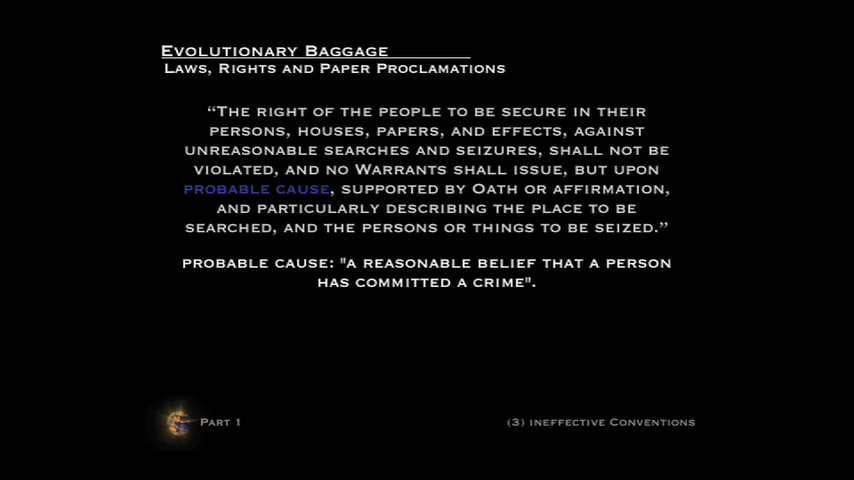 Evolutionary Baggage
Laws, Rights and Paper Proclamations
“The right of the people to be secure in their
persons, houses, papers, and effects, against
unreasonable searches and seizures, shall not be
violated, and no Warrants shall issue, but upon
probable cause, supported by Oath or affirmation,
and particularly describing the place to be
searched, and the persons or things to be seized.”
probable cause: "a reasonable belief that a person
has committed a crime".
Part 1
(3) ineffective Conventions